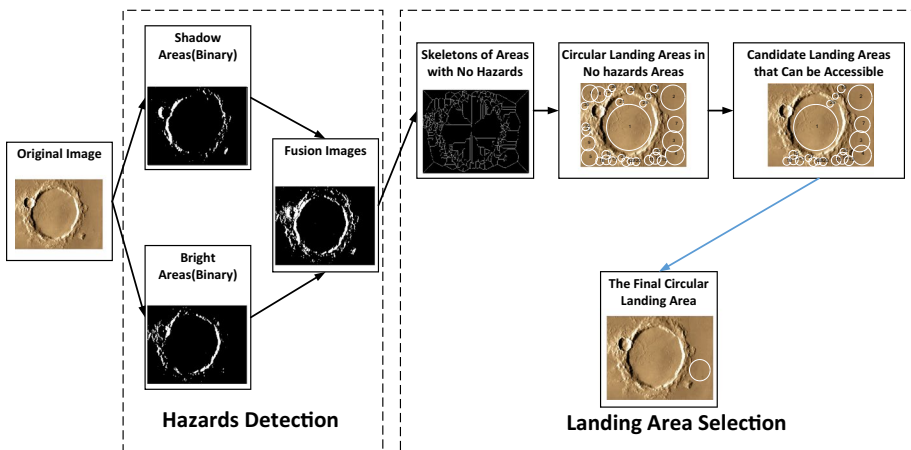 Original Image
Shadow
Areas(Binary)
Bright
Areas(Binary)
Fusion Images
Hazards Detection
Skeletons of Areas
with No Hazards
Circular Landing Areas in
No hazards Areas
Candidate Landing Areas
that Can be Accessible
The Final Circular
Landing Area
Landing Area Selection